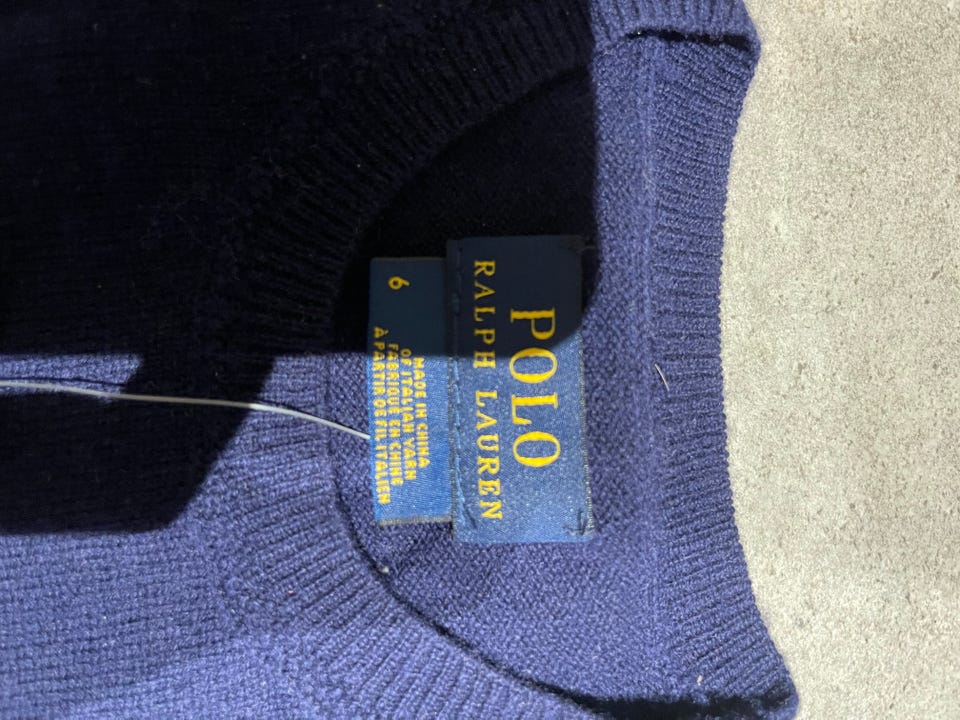 POLO
RALPH LAUREN
6
MADE IN CHINA
OF ITALIAN YARN
FABRIQUÉ EN CHINE
À PARTIR DE FIL ITALIEN